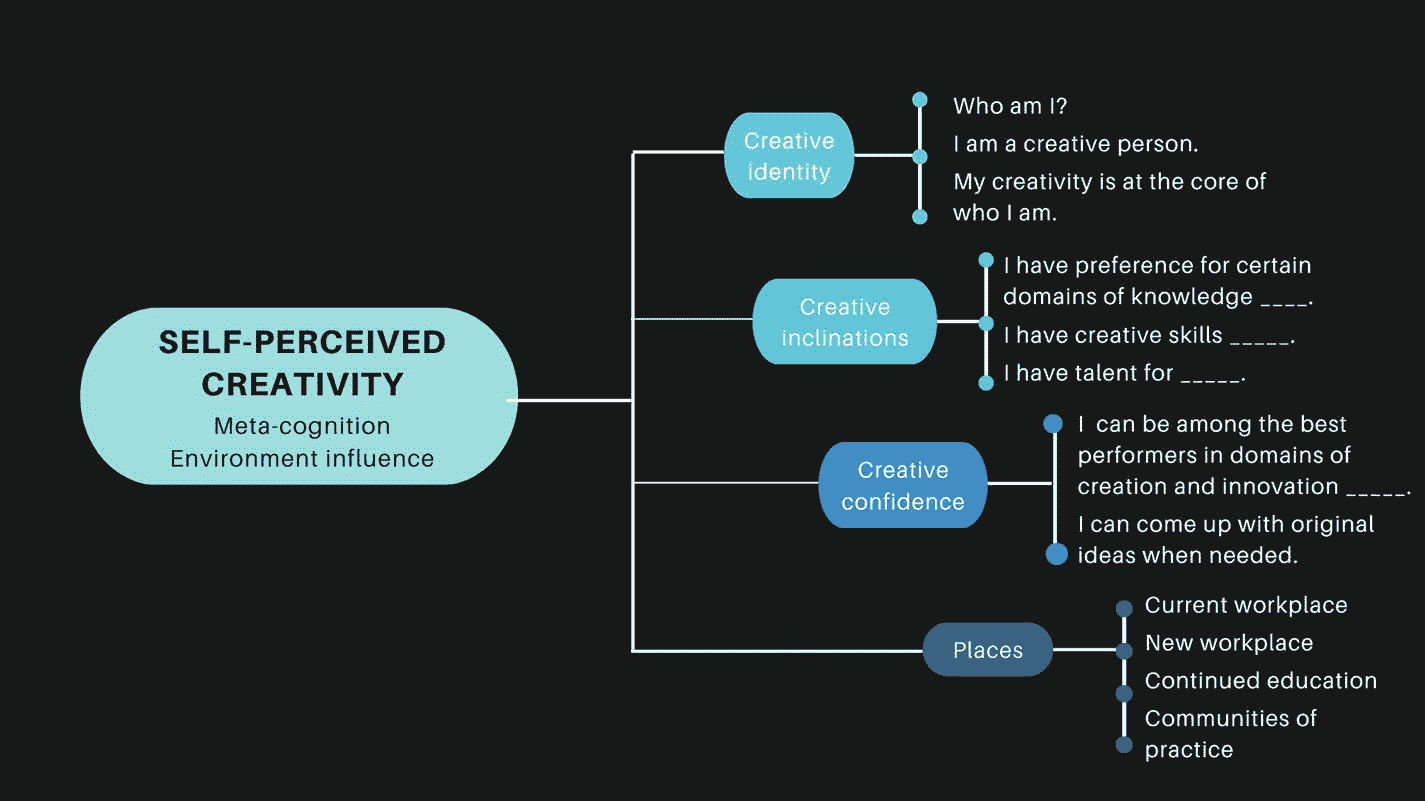 SELF-PERCEIVED
CREATIVITY
Meta-cognition
Environment influence
Creative
identity
Who am I?
I am a creative person.
My creativity is at the core of
who I am.
Creative
inclinations
I have preference for certain
domains of knowledge ____.
I have creative skills _____.
I have talent for _____.
Creative
confidence
I  can be among the best
performers in domains of
creation and innovation _____.
I can come up with original
ideas when needed.
Places
Current workplace
New workplace
Continued education
Communities of
practice